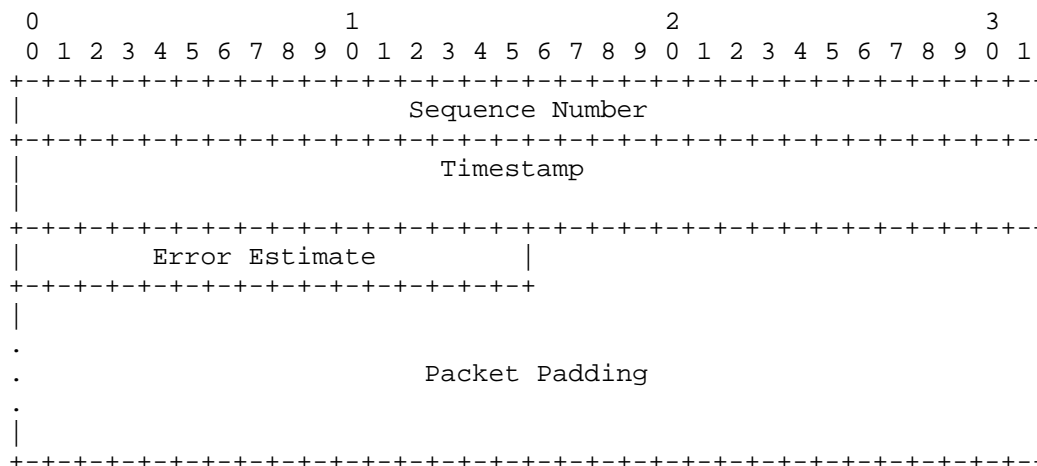 0                   1                   2                   3
 0 1 2 3 4 5 6 7 8 9 0 1 2 3 4 5 6 7 8 9 0 1 2 3 4 5 6 7 8 9 0 1
+-+-+-+-+-+-+-+-+-+-+-+-+-+-+-+-+-+-+-+-+-+-+-+-+-+-+-+-+-+-+-+-
|                        Sequence Number
+-+-+-+-+-+-+-+-+-+-+-+-+-+-+-+-+-+-+-+-+-+-+-+-+-+-+-+-+-+-+-+-
|                          Timestamp
|
+-+-+-+-+-+-+-+-+-+-+-+-+-+-+-+-+-+-+-+-+-+-+-+-+-+-+-+-+-+-+-+-
|        Error Estimate         |
+-+-+-+-+-+-+-+-+-+-+-+-+-+-+-+-+
|
.
.                         Packet Padding
.
|
+-+-+-+-+-+-+-+-+-+-+-+-+-+-+-+-+-+-+-+-+-+-+-+-+-+-+-+-+-+-+-+-